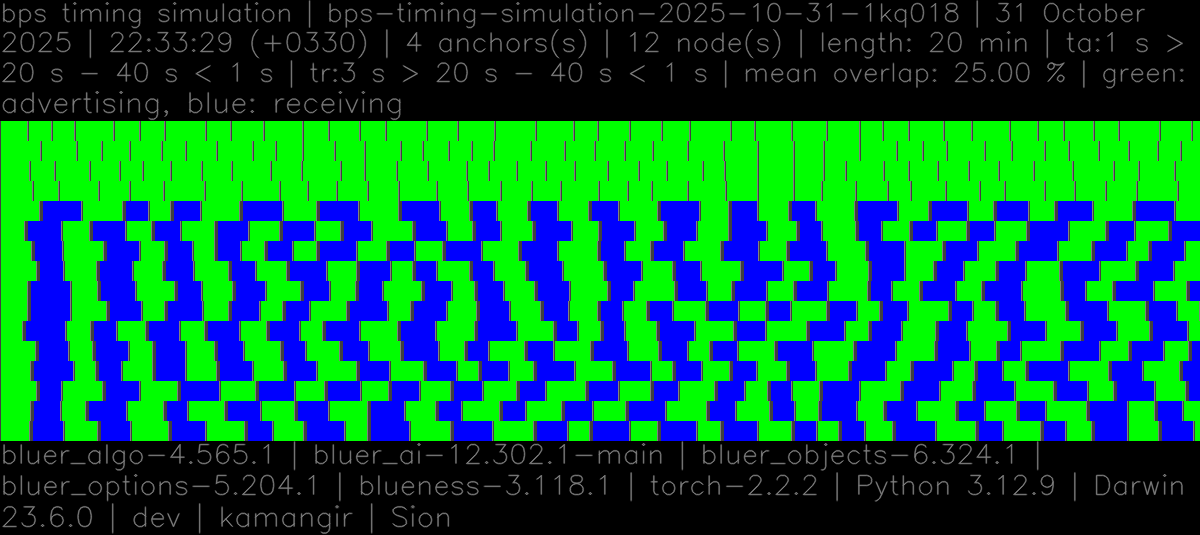 bps timing simulation | bps-timing-simulation-2025-10-31-1kq018 | 31 October
2025 | 22:33:29 (+0330) | 4 anchors(s) | 12 node(s) | length: 20 min | ta:1 s >
20 s - 40 s < 1 s | tr:3 s > 20 s - 40 s < 1 s | mean overlap: 25.00 % | green:
advertising, blue: receiving
bluer_algo-4.565.1 | bluer_ai-12.302.1-main | bluer_objects-6.324.1 |
bluer_options-5.204.1 | blueness-3.118.1 | torch-2.2.2 | Python 3.12.9 | Darwin
23.6.0 | dev | kamangir | Sion